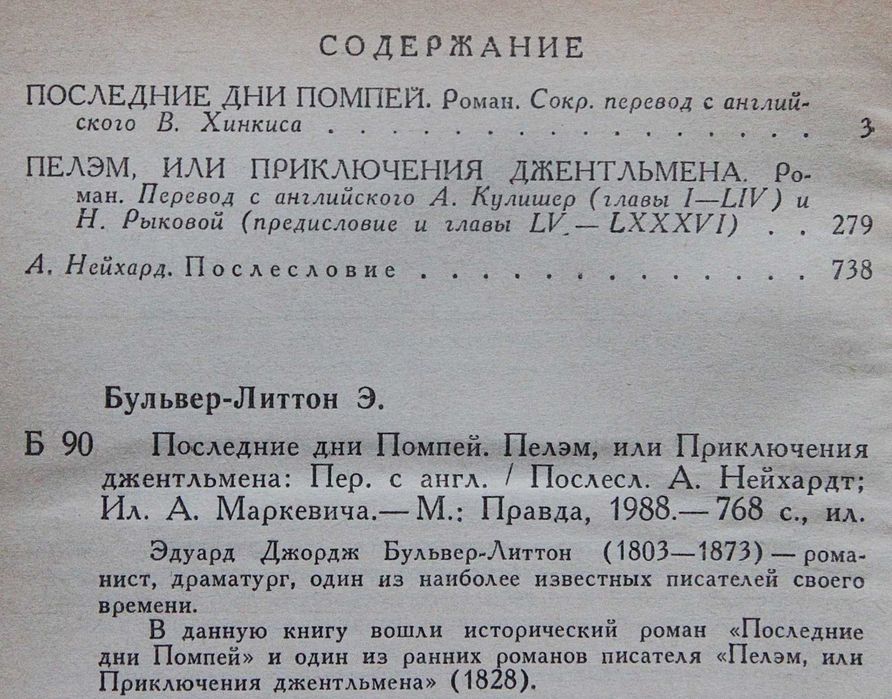 СОДЕРЖАНИЕ
ПОСЛЕДНИЕ ДНИ ПОМПЕЙ. Роман. Сокр. перевод с англий-
ского В. Хинкиса . . . . . . . . . . . . . . . . 3
ПЕЛЭМ, ИЛИ ПРИКЛЮЧЕНИЯ ДЖЕНТЛЬМЕНА. Ро-
ман. Перевод с английского А. Кулишер (главы I—LIV) и
Н. Рыковой (предисловие и главы LV — LXXXVI) . . 279
А. Нейхард. Послесловие . . . . . . . . . . . . . 738
Бульвер-Литтон Э.
Б 90 Последние дни Помпей. Пелэм, или Приключения
джентльмена: Пер. с англ. / Послесл. А. Нейхардт;
Ил. А. Маркевича.— М.: Правда, 1988.— 768 с., ил.
Эдуард Джордж Бульвер-Литтон (1803—1873) — рома-
нист, драматург, один из наиболее известных писателей своего
времени.
В данную книгу вошли исторический роман «Последние
дни Помпей» и один из ранних романов писателя «Пелэм, или
Приключения джентльмена» (1828).